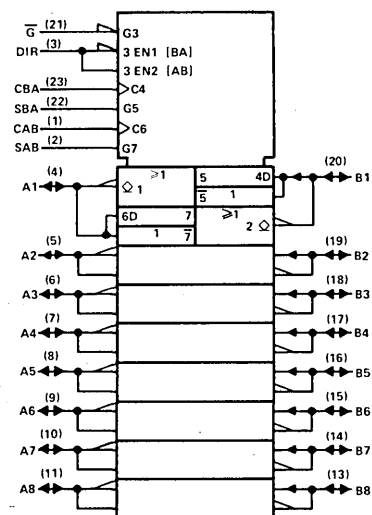 G̅ (21) G3
DIR (3) 3 EN1 [BA]
3 EN2 [AB]
CBA (23) C4
SBA (22) G5
CAB (1) C6
SAB (2) G7
A1 (4) 1 ≥1 5 4D (20) B1
5̅ 1
6D 7 ≥1
1 7̅ 2
A2 (5) (19) B2
A3 (6) (18) B3
A4 (7) (17) B4
A5 (8) (16) B5
A6 (9) (15) B6
A7 (10) (14) B7
A8 (11) (13) B8